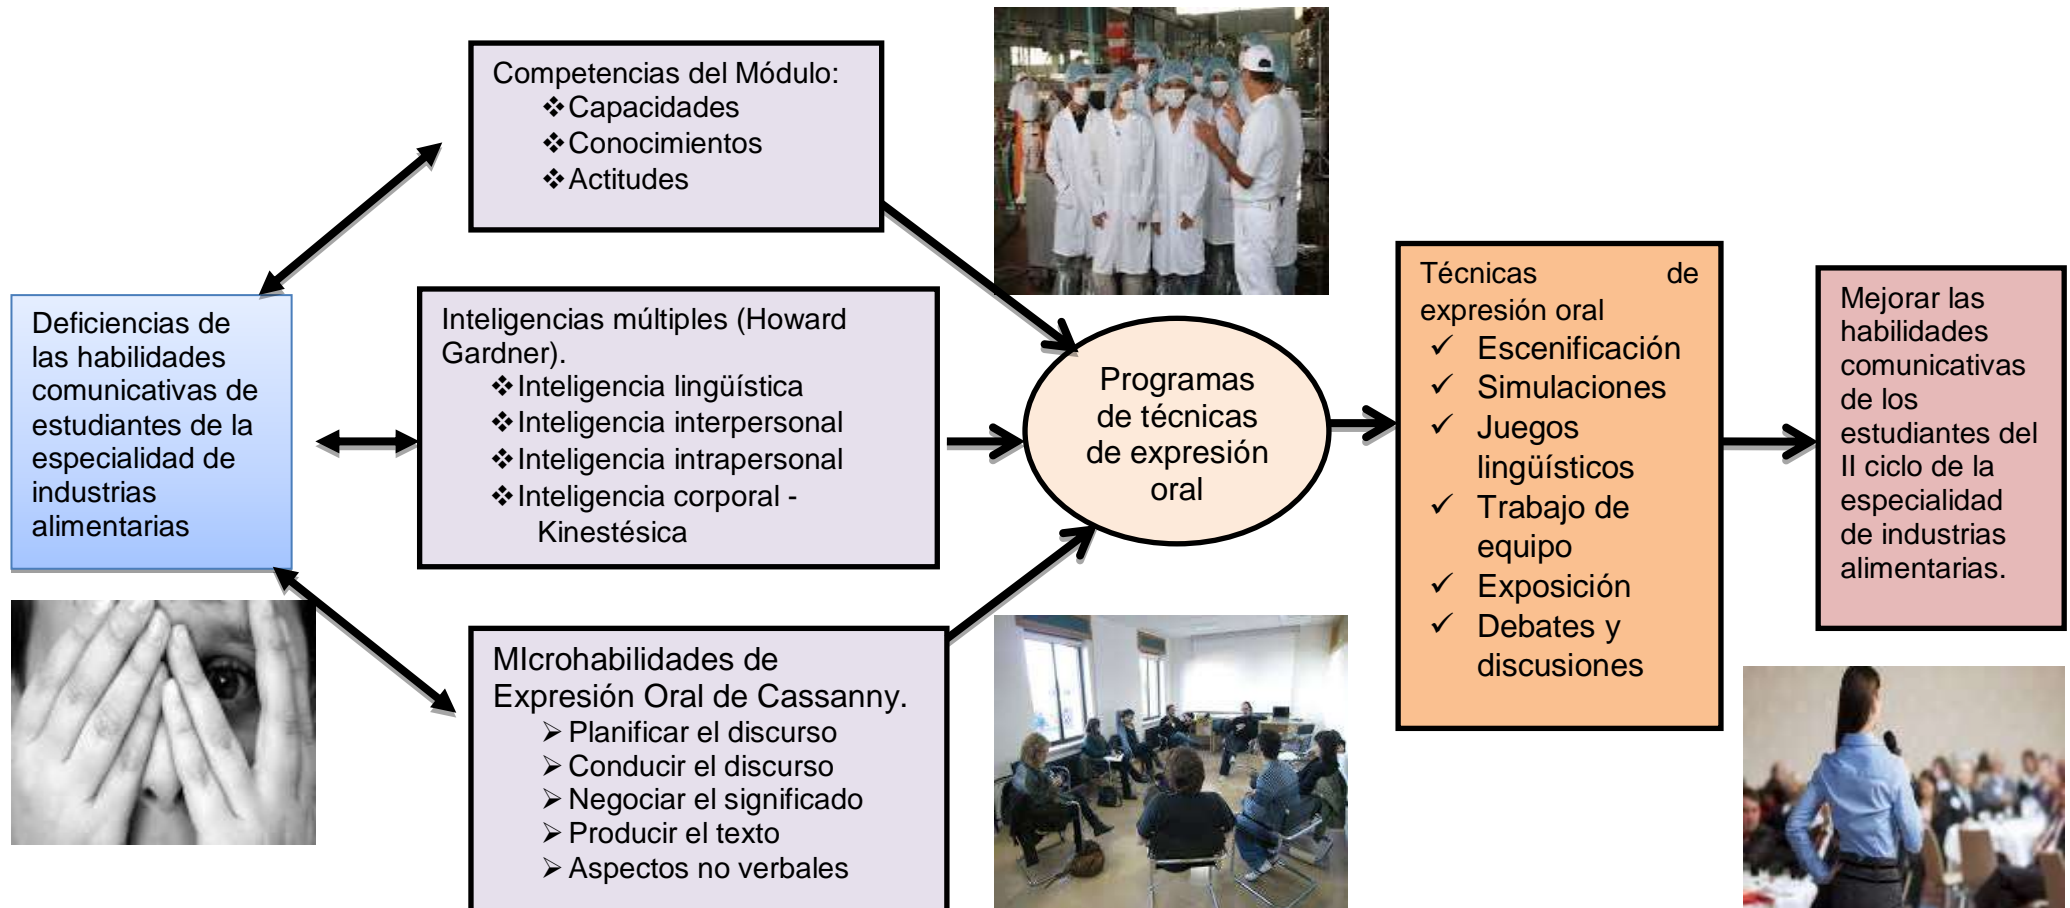 Competencias del Módulo:
❖Capacidades
❖Conocimientos
❖Actitudes
Deficiencias de
las habilidades
comunicativas de
estudiantes de la
especialidad de
industrias
alimentarias
Inteligencias múltiples (Howard
Gardner).
❖Inteligencia lingüística
❖Inteligencia interpersonal
❖Inteligencia intrapersonal
❖Inteligencia corporal -
Kinestésica
MIcrohabilidades de
Expresión Oral de Cassanny.
➢Planificar el discurso
➢Conducir el discurso
➢Negociar el significado
➢Producir el texto
➢Aspectos no verbales
Programas
de técnicas
de expresión
oral
Técnicas de
expresión oral
✓ Escenificación
✓ Simulaciones
✓ Juegos
lingüísticos
✓ Trabajo de
equipo
✓ Exposición
✓ Debates y
discusiones
Mejorar las
habilidades
comunicativas
de los
estudiantes del
II ciclo de la
especialidad
de industrias
alimentarias.